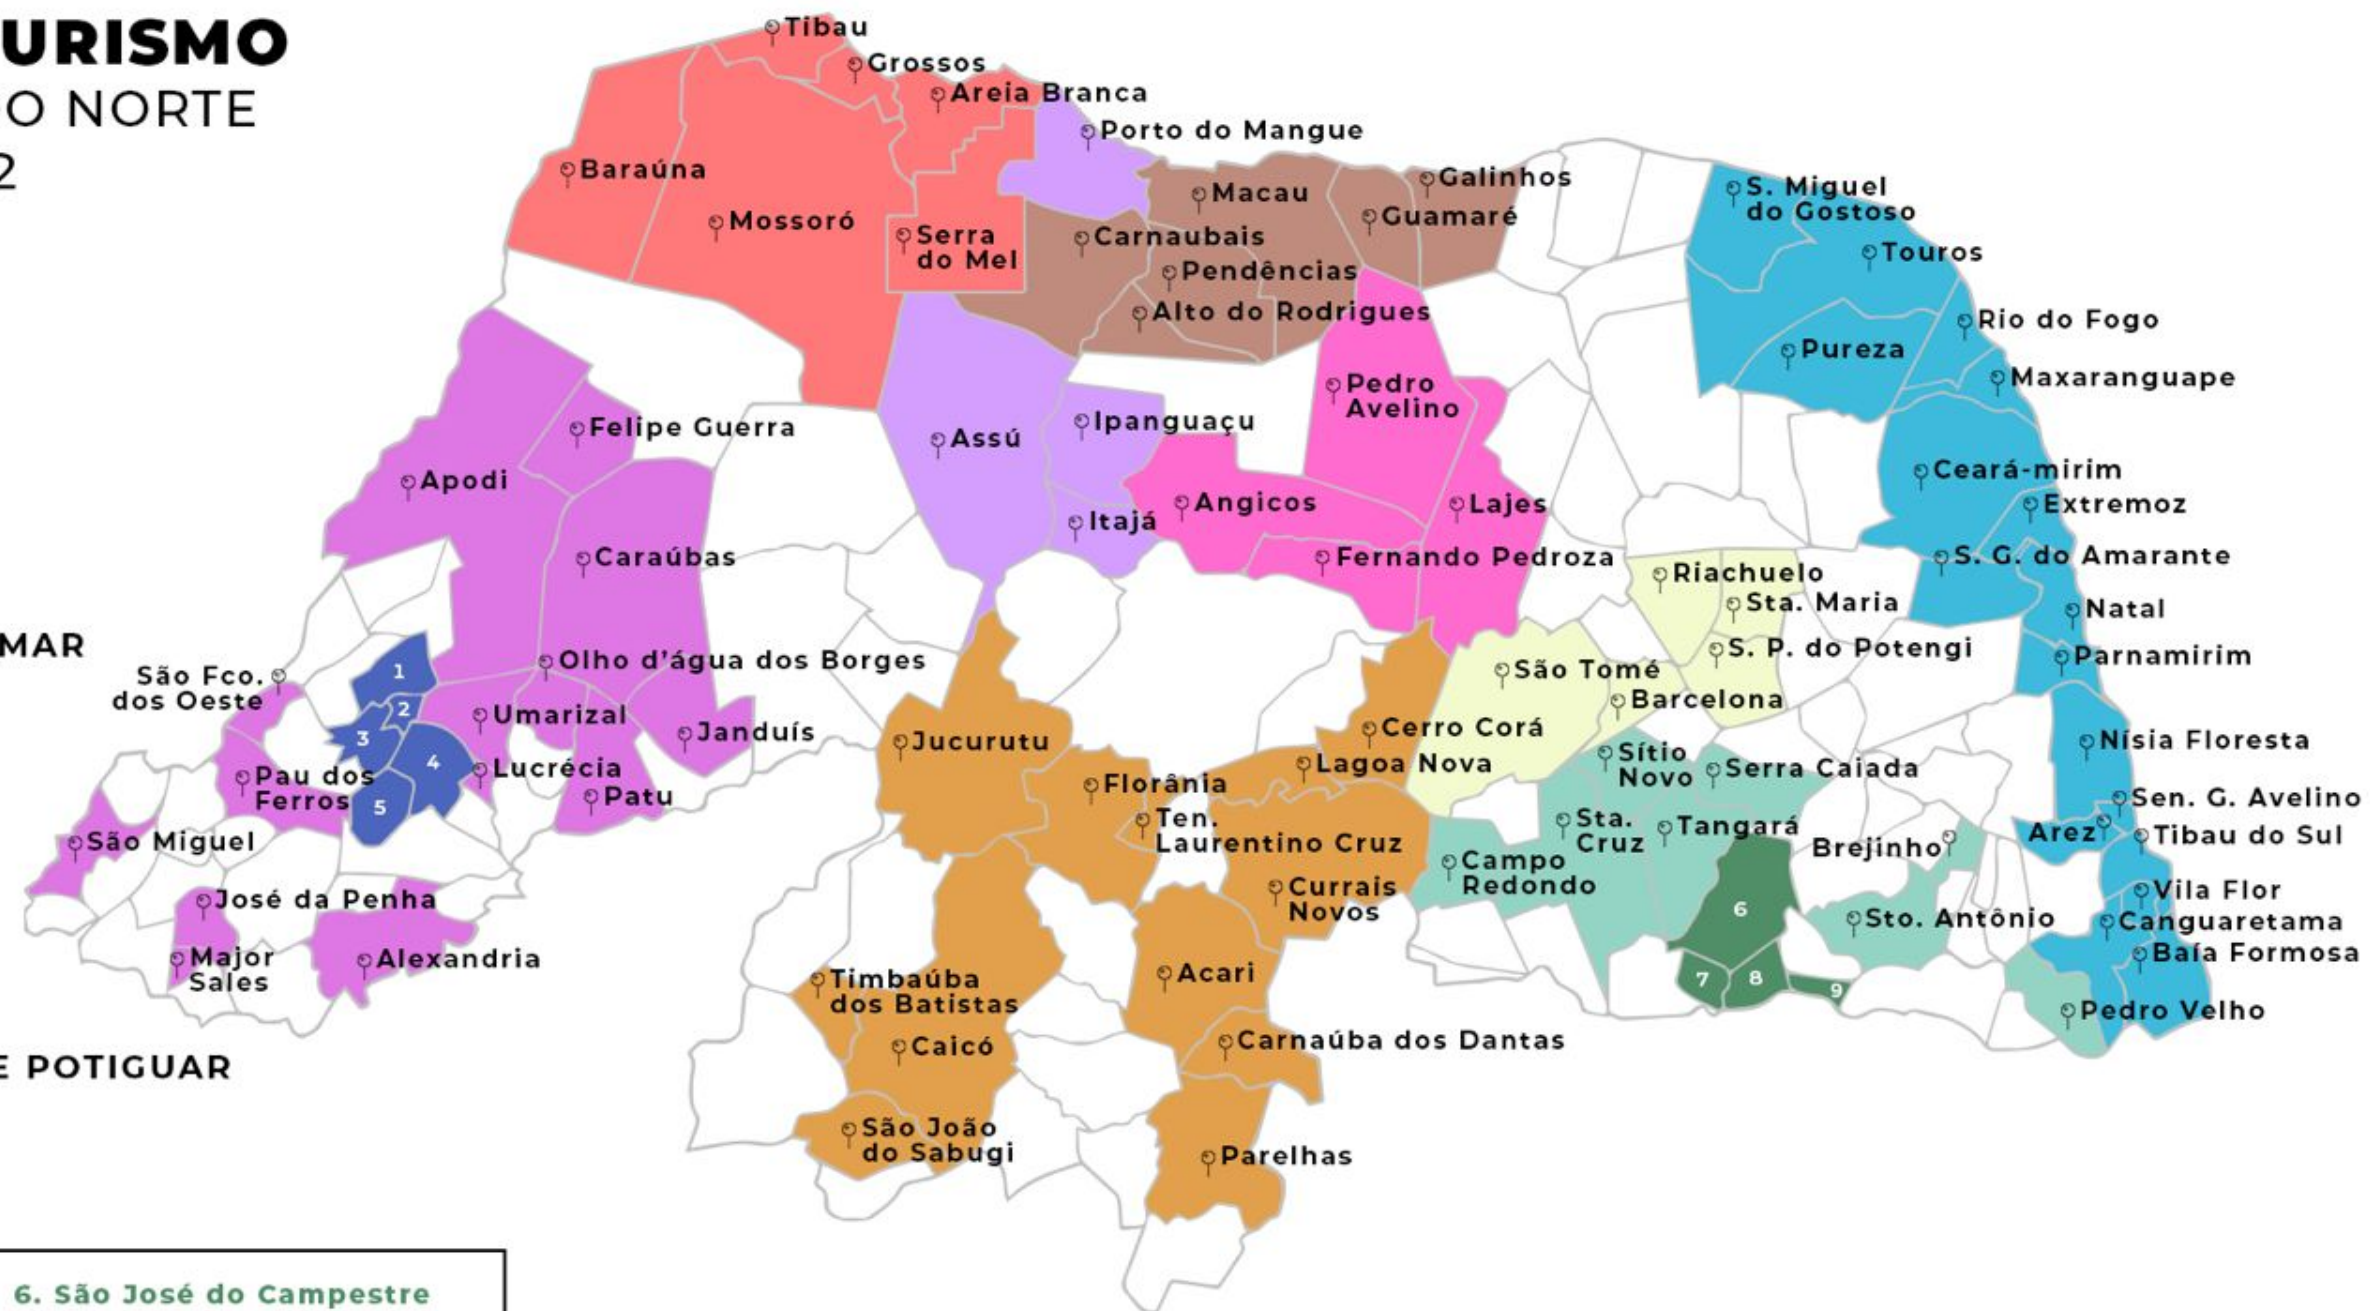 URISMO
O NORTE
2
Tibau
Grossos
Areia Branca
Porto do Mangue
Baraúna
Mossoró
Serra
do Mel
Macau
Galinhos
Guamaré
Carnaubais
Pendências
Alto do Rodrigues
S. Miguel
do Gostoso
Touros
Rio do Fogo
Pureza
Maxaranguape
Pedro
Avelino
Felipe Guerra
Assú
Ipanguaçu
Apodi
Ceará-mirim
Angicos
Lajes
Extremoz
Itajá
Caraúbas
Fernando Pedroza
S. G. do Amarante
Riachuelo
Sta. Maria
Natal
MAR
S. P. do Potengi
Parnamirim
Olho d'água dos Borges
São Tomé
São Fco.
dos Oeste
1
2
3
4
5
Barcelona
Umarizal
Janduís
Jucurutu
Cerro Corá
Nísia Floresta
Lagoa Nova
Sítio
Novo
Serra Caiada
Lucrécia
Pau dos
Ferros
Patu
Florânia
Sen. G. Avelino
Ten.
Laurentino Cruz
Sta.
Cruz
Tangará
Arez
Tibau do Sul
São Miguel
Brejinho
Campo
Redondo
Currais
Novos
Vila Flor
José da Penha
6
Sto. Antônio
Canguaretama
Baía Formosa
Major
Sales
Alexandria
Timbaúba
dos Batistas
Acari
7
8
9
Pedro Velho
Caicó
Carnaúba dos Dantas
E POTIGUAR
São João
do Sabugi
Parelhas
6. São José do Campestre